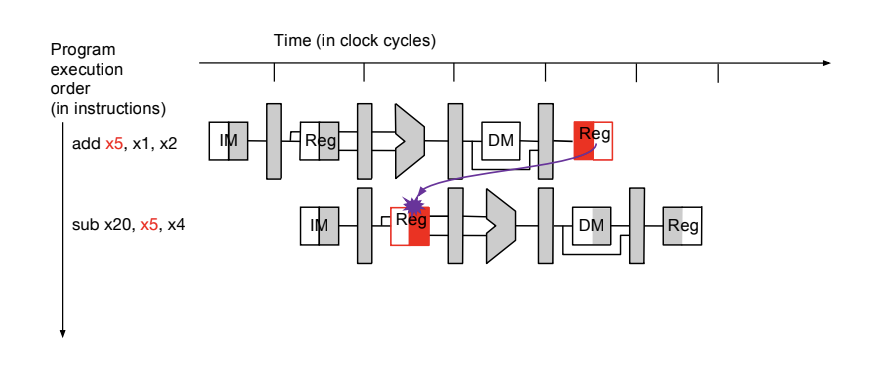 Time (in clock cycles)
Program
execution
order
(in instructions)
add x5, x1, x2
IM
Reg
DM
Reg
sub x20, x5, x4
IM
Reg
DM
Reg